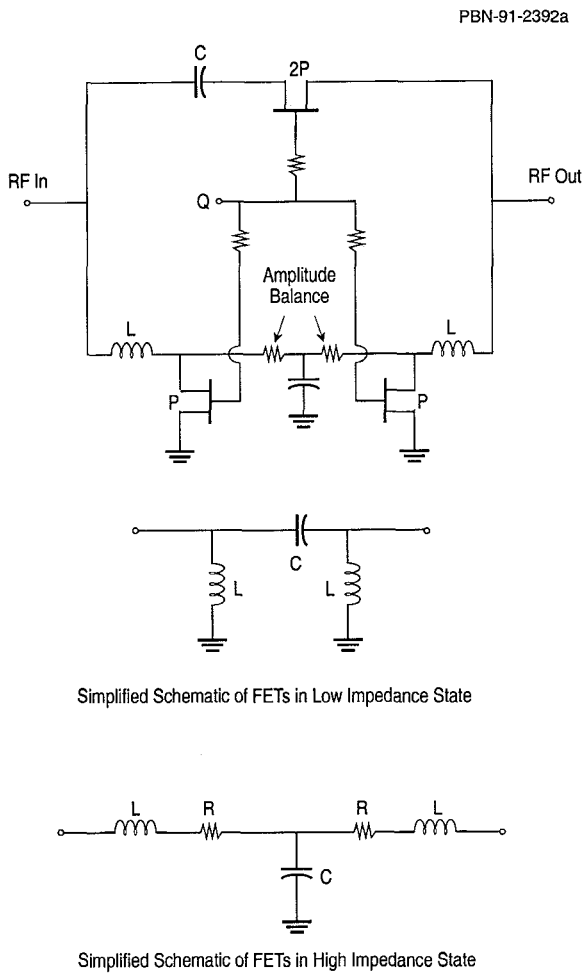 PBN-91-2392a
C
2P
RF In
RF Out
Q
Amplitude
Balance
L
L
P
P
C
L
L
Simplified Schematic of FETs in Low Impedance State
L
R
R
L
C
Simplified Schematic of FETs in High Impedance State